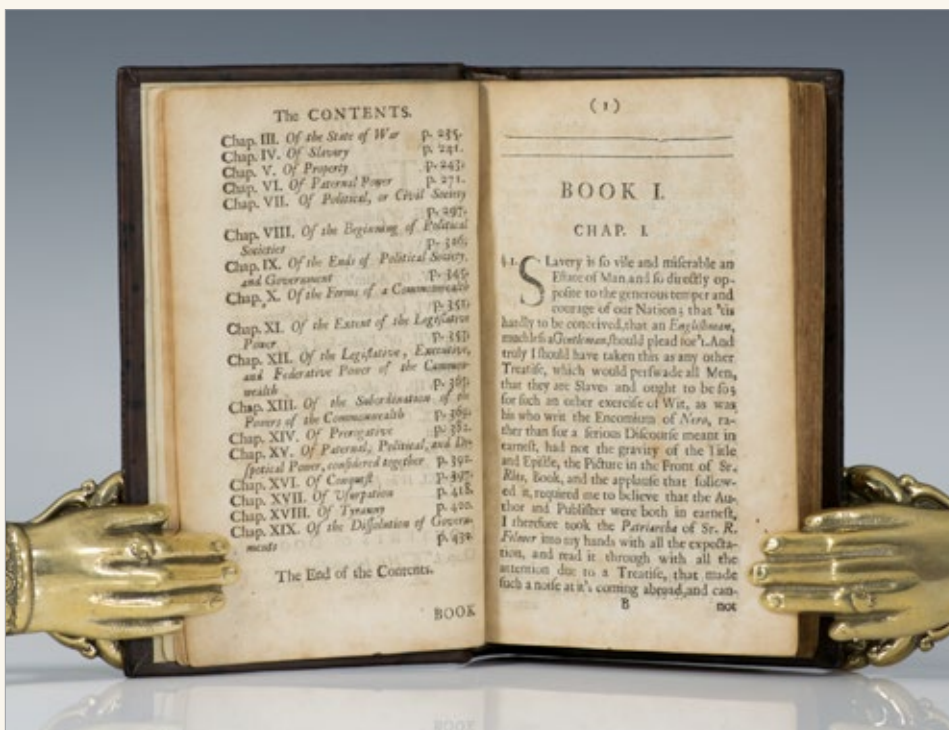 The CONTENTS.
Chap. III. Of the State of War p. 235.
Chap. IV. Of Slavery p. 241.
Chap. V. Of Property p. 243.
Chap. VI. Of Paternal Power p. 271.
Chap. VII. Of Political, or Civil Society
p. 297.
Chap. VIII. Of the Beginning of Political
Societies p. 316.
Chap. IX. Of the Ends of Political Society,
and Government p. 345.
Chap. X. Of the Forms of a Commonwealth
p. 351.
Chap. XI. Of the Extent of the Legiſlative
Power p. 353.
Chap. XII. Of the Legiſlative, Executive,
and Federative Power of the Common-
wealth p. 365.
Chap. XIII. Of the Subordination of the
Powers of the Commonwealth p. 369.
Chap. XIV. Of Prerogative p. 382.
Chap. XV. Of Paternal, Political, and De-
ſpotical Power, conſidered together p. 392.
Chap. XVI. Of Conqueſt p. 397.
Chap. XVII. Of Uſurpation p. 418.
Chap. XVIII. Of Tyranny p. 420.
Chap. XIX. Of the Diſſolution of Govern-
ments p. 432.
The End of the Contents.
BOOK
(1)
BOOK I.
CHAP. I.
§ 1. Slavery is ſo vile and miſerable an
Eſtate of Man and ſo directly op-
poſite to the generous temper and
courage of our Nation; that 'tis
hardly to be conceived, that an Engliſhman,
much leſs a Gentleman, ſhould plead for't. And
truly I ſhould have taken this as any other
Treatiſe, which would perſwade all Men,
that they are Slaves and ought to be ſo,
for ſuch an other exerciſe of Wit, as was
his who writ the Encomium of Nero, ra-
ther than for a ſerious Diſcourſe meant in
earneſt, had not the gravity of the Title
and Epiſtle, the Picture in the Front of Sr.
Rbts, Book, and the applauſe that follow-
ed it, required me to believe that the Au-
thor and Publiſher were both in earneſt,
I therefore took the Patriarcha of Sr. R.
Filmer into my hands with all the expecta-
tion, and read it through with all the
attention due to a Treatiſe, that made
ſuch a noiſe at it's coming abroad, and can-
B not